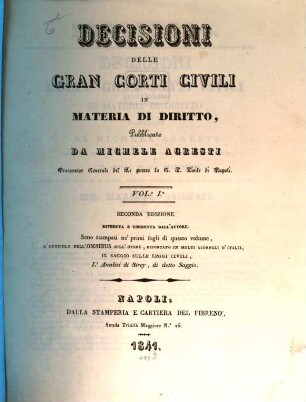 DECISIONI
DELLE
GRAN CORTI CIVILI
IN
MATERIA DI DIRITTO,
Pubblicate
DA MICHELE AGRESTI
Procurator Generale del Re presso la G. C. Civile di Napoli.
VOL: I.º
SECONDA EDIZIONE
RIVEDUTA E CORRETTA DALL'AUTORE.
Sono stampati ne' primi fogli di questo volume,
L'ARTICOLO DELL'OMNIBUS SULL'OPERA, RIPORTATO IN MOLTI GIORNALI D'ITALIA,
IL SAGGIO SULLE LEGGI CIVILI,
L'Analisi di Sirey, di detto Saggio.
NAPOLI,
DALLA STAMPERIA E CARTIERA DEL FIBRENO,
Strada Trinità Maggiore N.º 26.
1841.